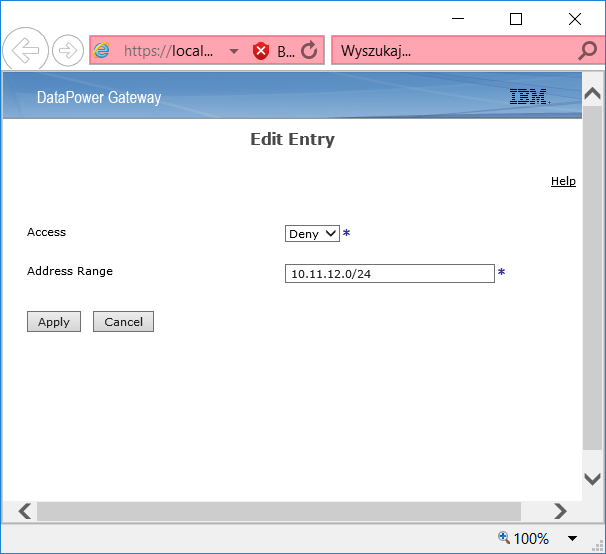 https://local... B...
Wyszukaj...
DataPower Gateway
IBM.
Edit Entry
Help
Access
Deny *
Address Range
10.11.12.0/24 *
Apply Cancel
100%